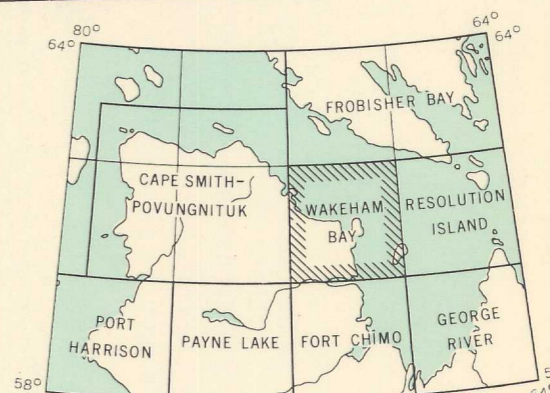 80°
64°
64°
64°
FROBISHER BAY
CAPE SMITH-
POVUNGNITUK
WAKEHAM
BAY
RESOLUTION
ISLAND
PORT
HARRISON
PAYNE LAKE
FORT CHIMO
GEORGE
RIVER
58°